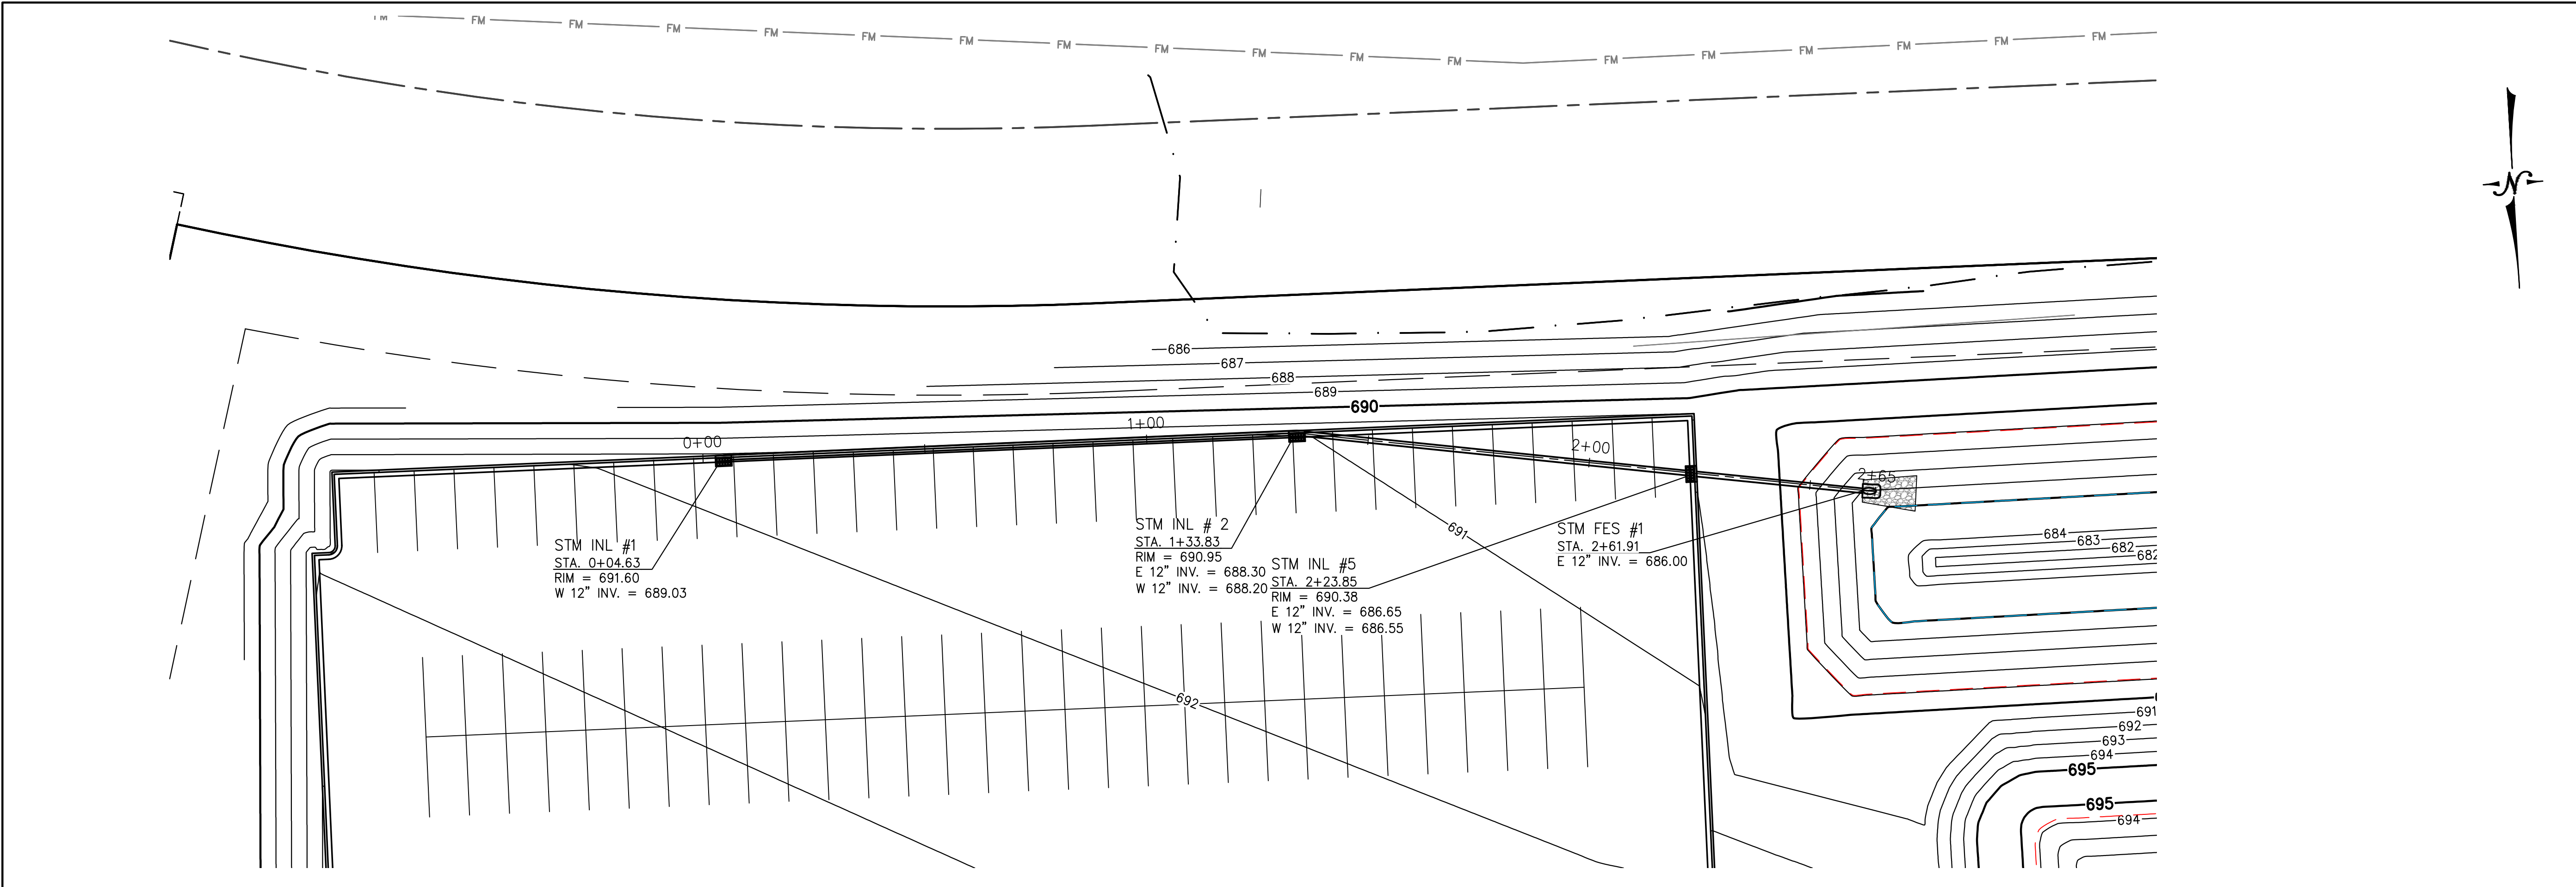 FM FM FM FM FM FM FM FM FM FM FM FM FM FM FM FM FM FM
N
686
687
688
689
690
0+00
1+00
2+00
2+65
STM INL #1
STA. 0+04.63
RIM = 691.60
W 12" INV. = 689.03
STM INL # 2
STA. 1+33.83
RIM = 690.95
E 12" INV. = 688.30
W 12" INV. = 688.20
STM INL #5
STA. 2+23.85
RIM = 690.38
E 12" INV. = 686.65
W 12" INV. = 686.55
STM FES #1
STA. 2+61.91
E 12" INV. = 686.00
691
692
684
683
682
682
691
692
693
694
695
695
694